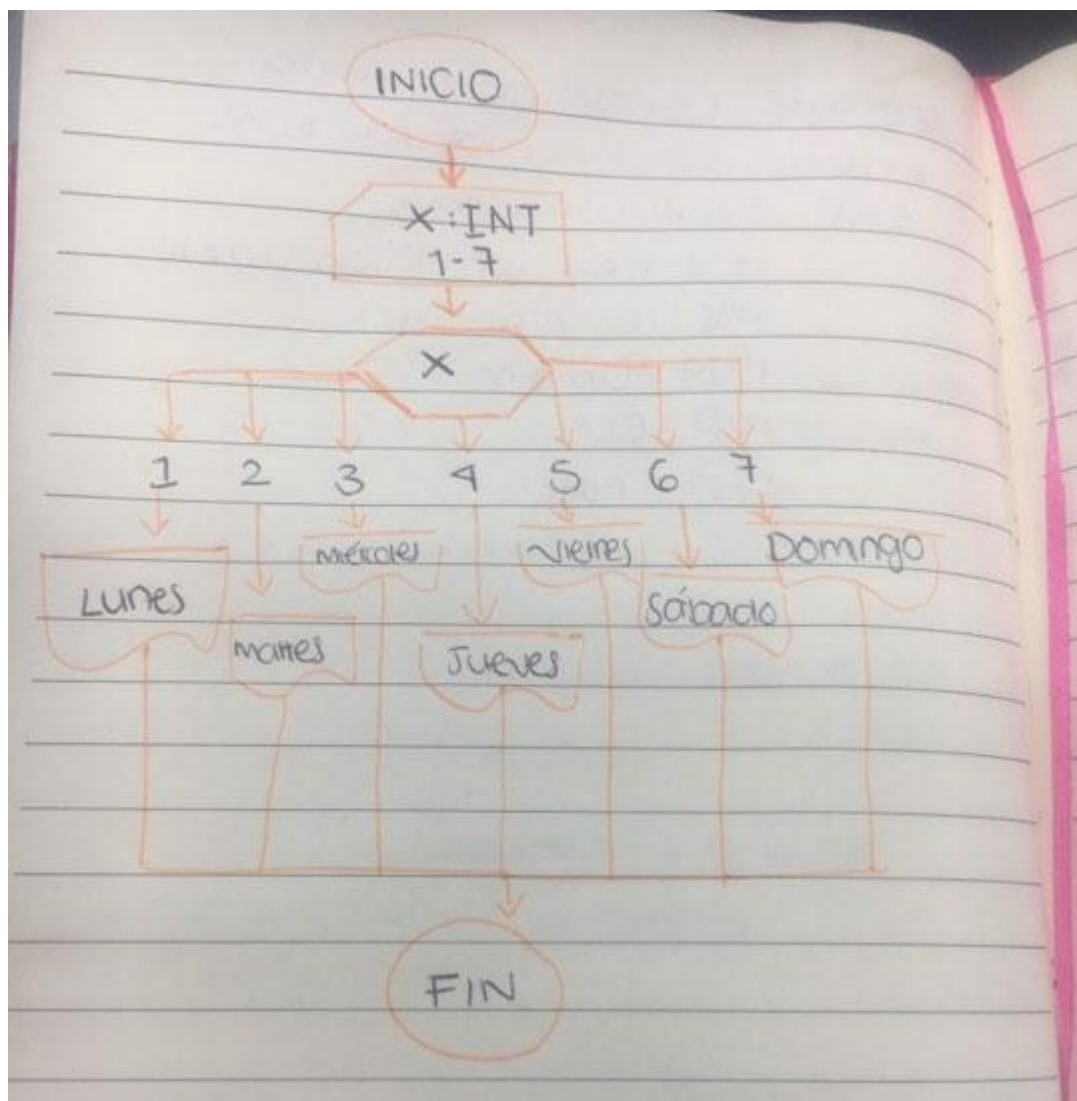 INICIO
X:INT
1-7
X
1 2 3 4 5 6 7
Lunes
martes
miércoles
Jueves
viernes
Sábado
Domingo
FIN